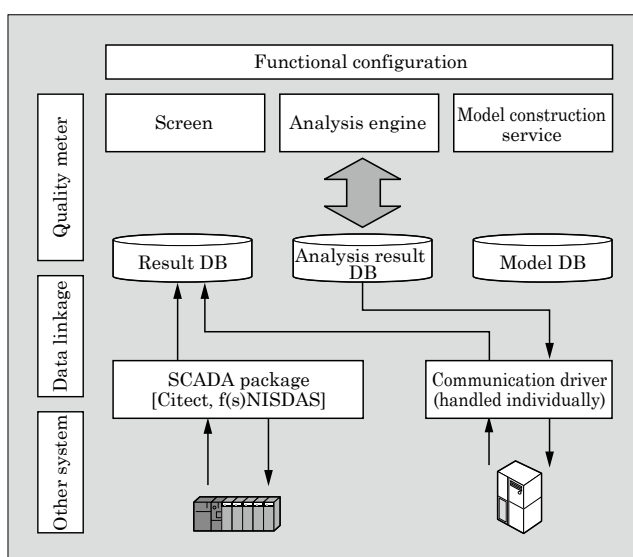 Functional configuration
Quality meter
Screen
Analysis engine
Model construction
service
Result DB
Analysis result
DB
Model DB
Data linkage
SCADA package
[Citect, f(s)NISDAS]
Communication driver
(handled individually)
Other system